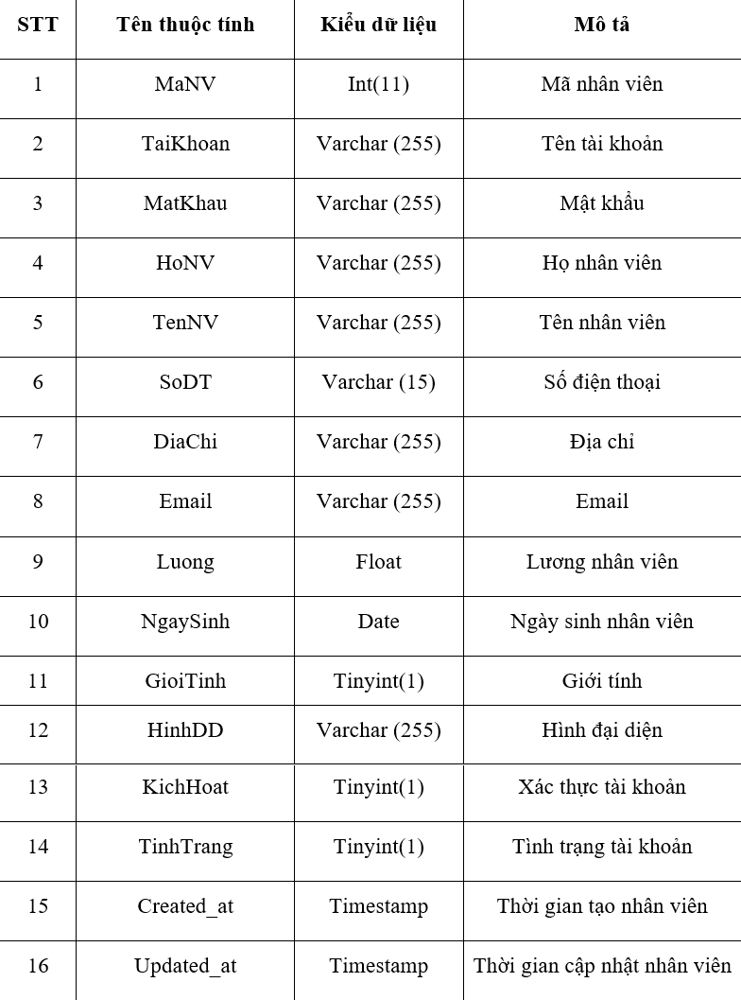 STT Tên thuộc tính Kiểu dữ liệu Mô tả
1 MaNV Int(11) Mã nhân viên
2 TaiKhoan Varchar (255) Tên tài khoản
3 MatKhau Varchar (255) Mật khẩu
4 HoNV Varchar (255) Họ nhân viên
5 TenNV Varchar (255) Tên nhân viên
6 SoDT Varchar (15) Số điện thoại
7 DiaChi Varchar (255) Địa chỉ
8 Email Varchar (255) Email
9 Luong Float Lương nhân viên
10 NgaySinh Date Ngày sinh nhân viên
11 GioiTinh Tinyint(1) Giới tính
12 HinhDD Varchar (255) Hình đại diện
13 KichHoat Tinyint(1) Xác thực tài khoản
14 TinhTrang Tinyint(1) Tình trạng tài khoản
15 Created_at Timestamp Thời gian tạo nhân viên
16 Updated_at Timestamp Thời gian cập nhật nhân viên